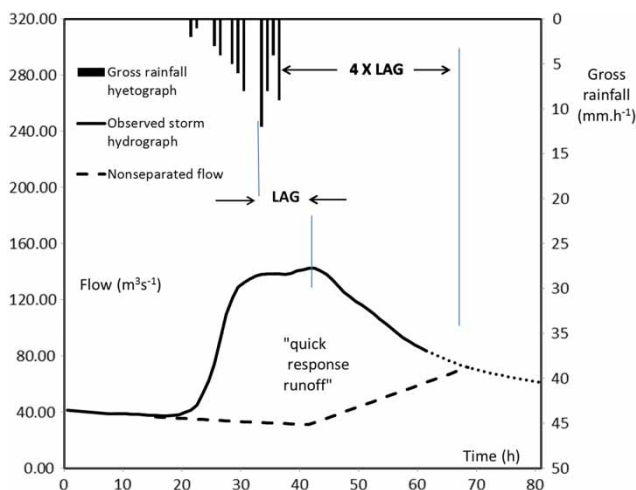 320.00
280.00
240.00
200.00
160.00
120.00
80.00
40.00
0.00
Gross rainfall
hyetograph
Observed storm
hydrograph
Nonseparated flow
4 X LAG
LAG
Flow (m³s⁻¹)
"quick
response
runoff"
Time (h)
0
10
20
30
40
50
60
70
80
0
5
10
15
20
25
30
35
40
45
50
Gross
rainfall
(mm.h⁻¹)